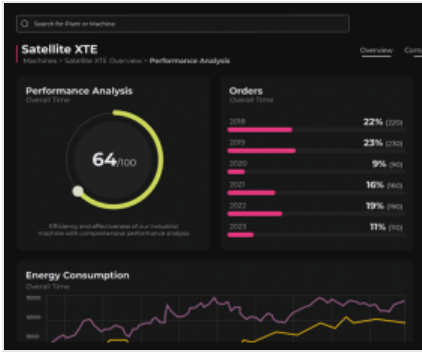 Search for Plant or Machine
Satellite XTE
Overview
Machines > Satellite XTE Overview > Performance Analysis
Performance Analysis
Overall Time
64/100
Efficiency and effectiveness of our industrial
machine with comprehensive performance analysis
Orders
Overall Time
2018 22% (220)
2019 23% (230)
2020 9% (90)
2021 16% (160)
2022 19% (190)
2023 11% (110)
Energy Consumption
Overall Time